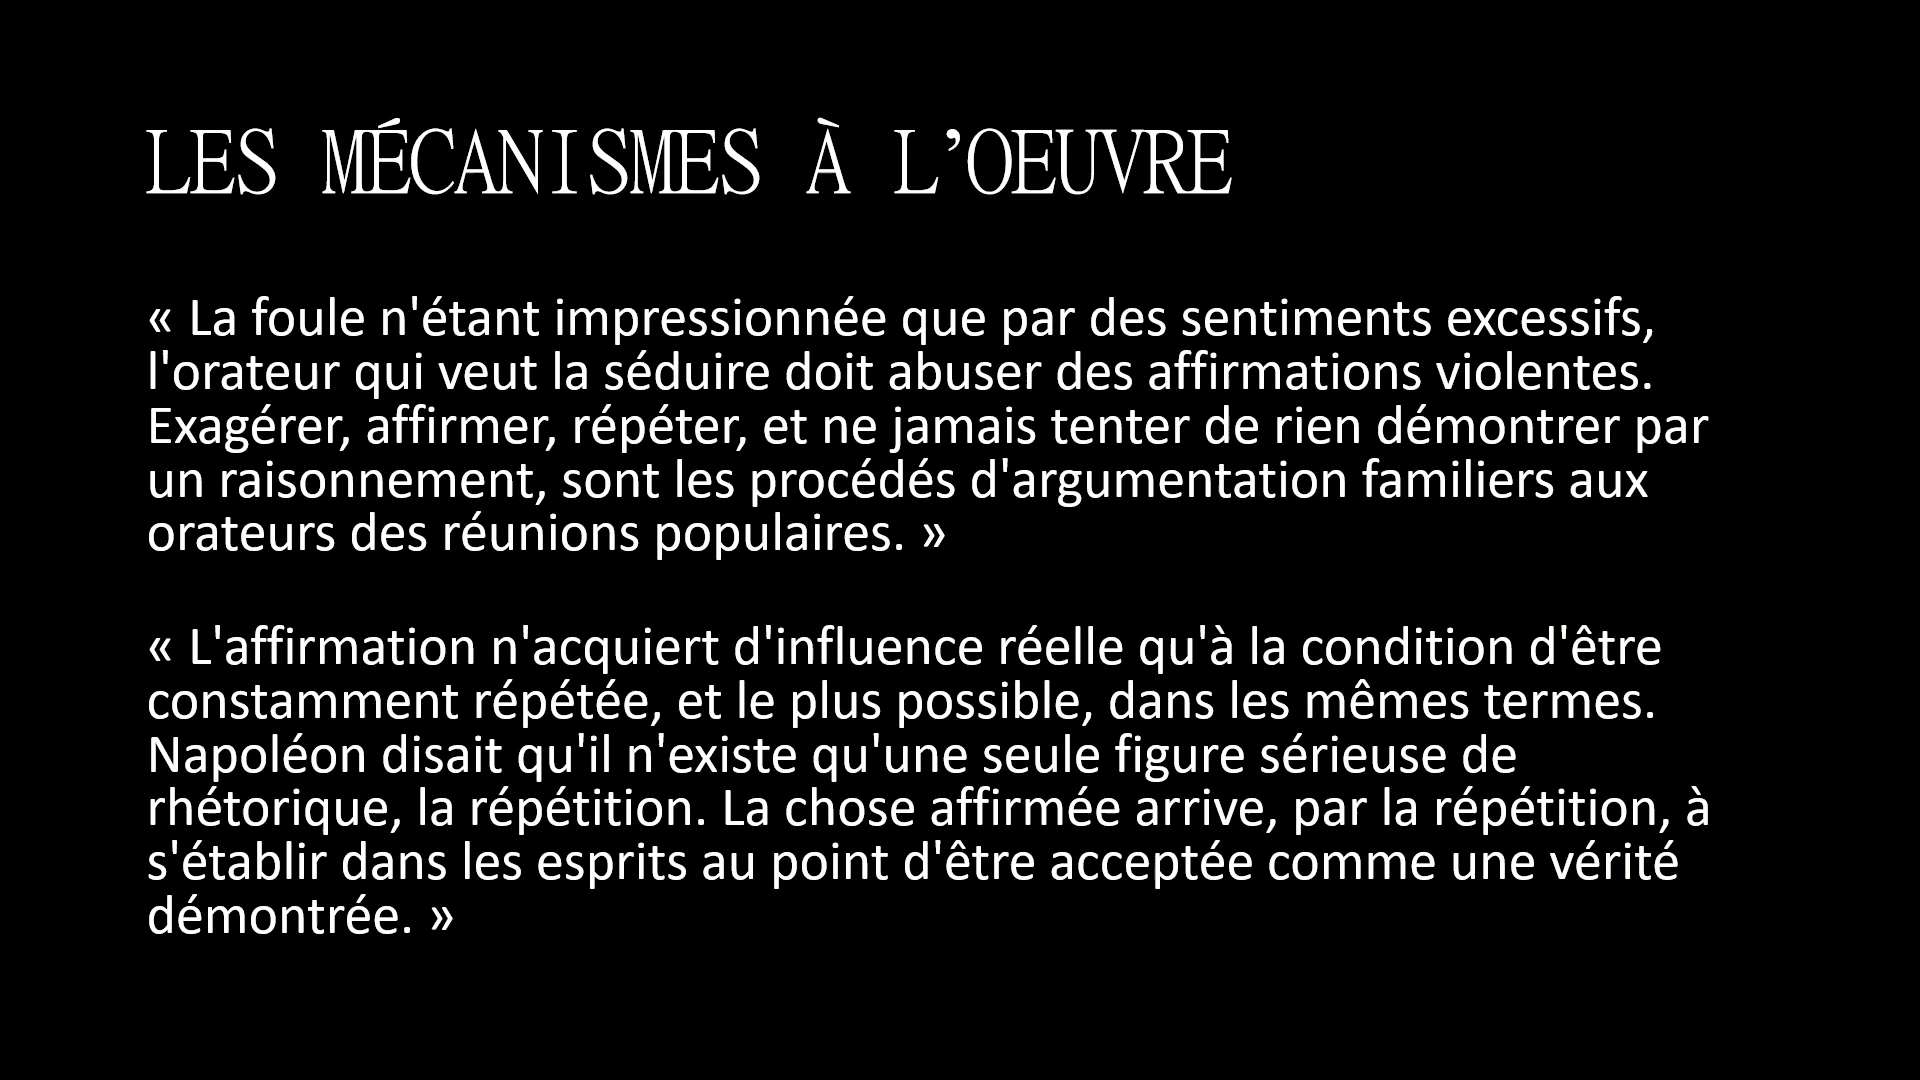 LES MÉCANISMES À L’OEUVRE
« La foule n'étant impressionnée que par des sentiments excessifs,
l'orateur qui veut la séduire doit abuser des affirmations violentes.
Exagérer, affirmer, répéter, et ne jamais tenter de rien démontrer par
un raisonnement, sont les procédés d'argumentation familiers aux
orateurs des réunions populaires. »
« L'affirmation n'acquiert d'influence réelle qu'à la condition d'être
constamment répétée, et le plus possible, dans les mêmes termes.
Napoléon disait qu'il n'existe qu'une seule figure sérieuse de
rhétorique, la répétition. La chose affirmée arrive, par la répétition, à
s'établir dans les esprits au point d'être acceptée comme une vérité
démontrée. »